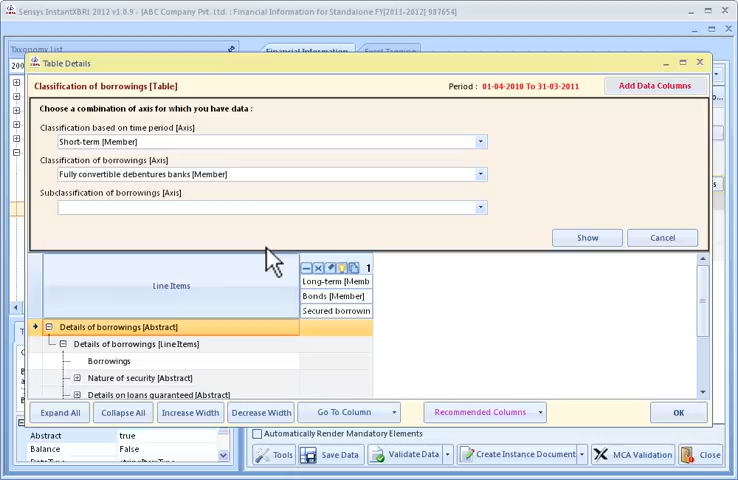 Sensys InstantXBRL 2012 v1.0.9 - [ABC Company Pvt. Ltd. : Financial Information for Standalone FY[2011-2012] 987654]
Taxonomy List
Financial Information
Excel Tagging
Table Details
Classification of borrowings [Table]
Period : 01-04-2010 To 31-03-2011
Add Data Columns
Choose a combination of axis for which you have data :
Classification based on time period [Axis]
Short-term [Member]
Classification of borrowings [Axis]
Fully convertible debentures banks [Member]
Subclassification of borrowings [Axis]
Show
Cancel
Line Items
1
Long-term [Memb
Bonds [Member]
Secured borrowin
Details of borrowings [Abstract]
Details of borrowings [LineItems]
Borrowings
Nature of security [Abstract]
Details on loans guaranteed [Abstract]
Expand All
Collapse All
Increase Width
Decrease Width
Go To Column
Recommended Columns
OK
Abstract true
Balance False
Automatically Render Mandatory Elements
Tools
Save Data
Validate Data
Create Instance Document
MCA Validation
Close